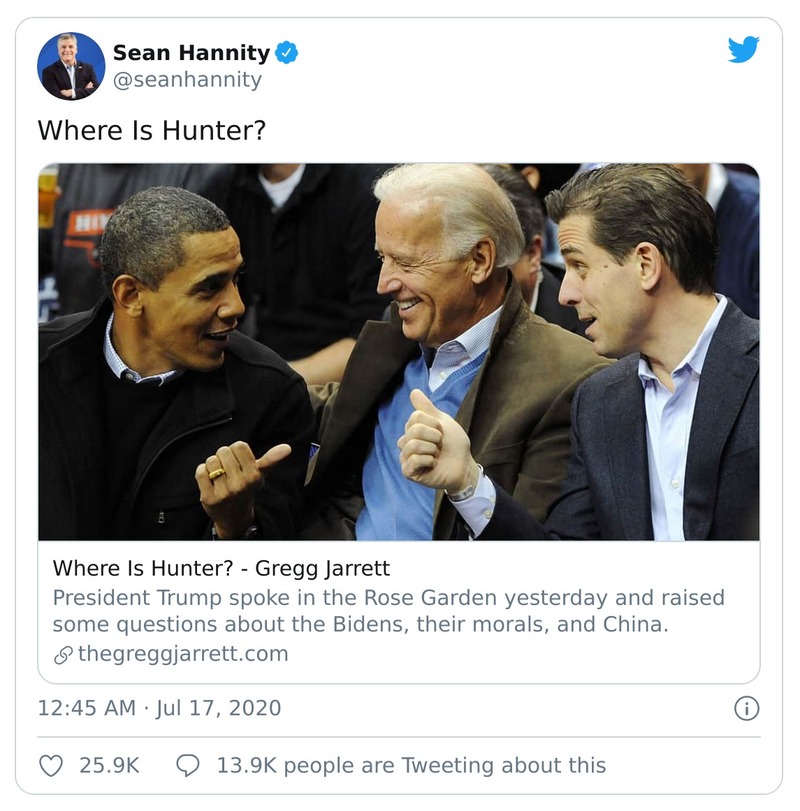 Sean Hannity
@seanhannity
Where Is Hunter?
Where Is Hunter? - Gregg Jarrett
President Trump spoke in the Rose Garden yesterday and raised
some questions about the Bidens, their morals, and China.
thegreggjarrett.com
12:45 AM · Jul 17, 2020
25.9K 13.9K people are Tweeting about this